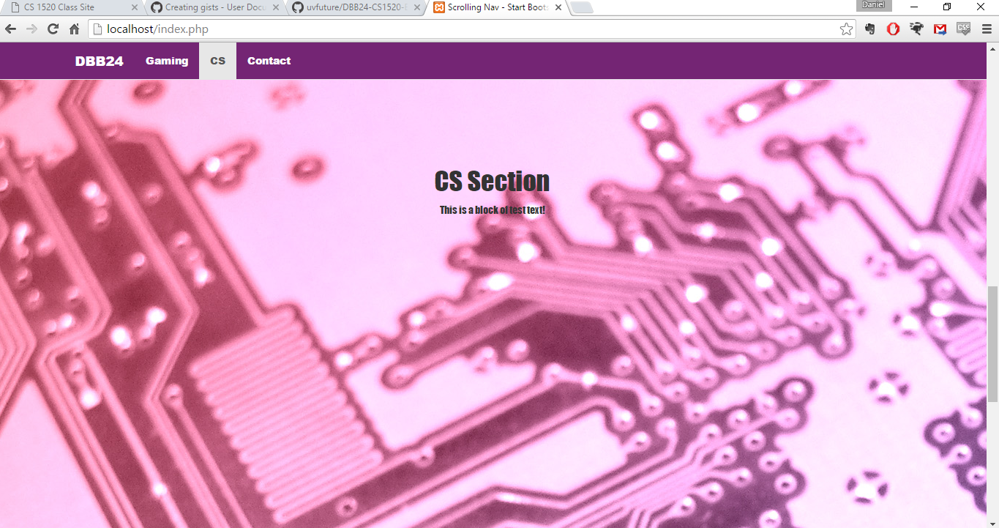 CS 1520 Class Site
Creating gists - User Docu
uvfuture/DBB24-CS1520-
Scrolling Nav - Start Boots
Daniel
localhost/index.php
CSS
DBB24
Gaming
CS
Contact
CS Section
This is a block of test text!